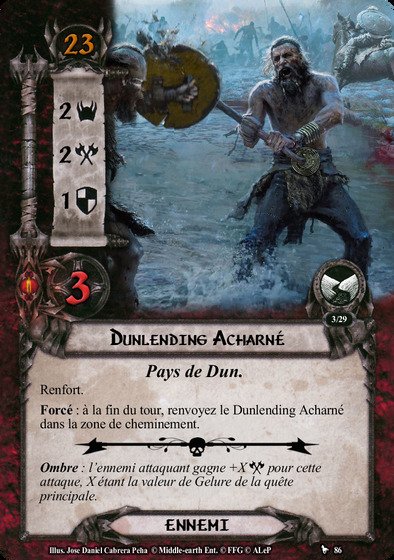 23
2
2
1
3
3/29
Dunlending Acharné
Pays de Dun.
Renfort.
Forcé : à la fin du tour, renvoyez le Dunlending Acharné
dans la zone de cheminement.
Ombre : l'ennemi attaquant gagne +X pour cette
attaque, X étant la valeur de Gelure de la quête
principale.
ENNEMI
Illus. Jose Daniel Cabrera Peña © Middle-earth Ent. © FFG © ALeP 86